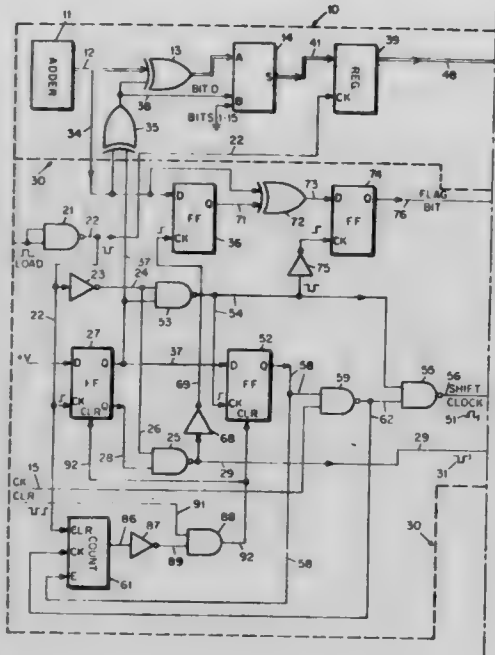 10
11
12
13
14
41
39
ADDER
A
S
B
REG
CK
48
38
BIT 0
BITS 1-15
34
35
22
30
21
22
LOAD
23
24
37
D Q
FF
CK
36
71
72
73
74
D Q
FF
CK
FLAG
BIT
76
75
53
54
22
+V
27
D Q
FF
CK Q
CLR
37
52
D Q
FF
CK
CLR
58
59
55
56
SHIFT
CLOCK
51
62
69
68
26
25
28
29
29
31
15
CK
CLR
92
91
CLR
CK
E
COUNT
61
86
87
89
88
92
58
30